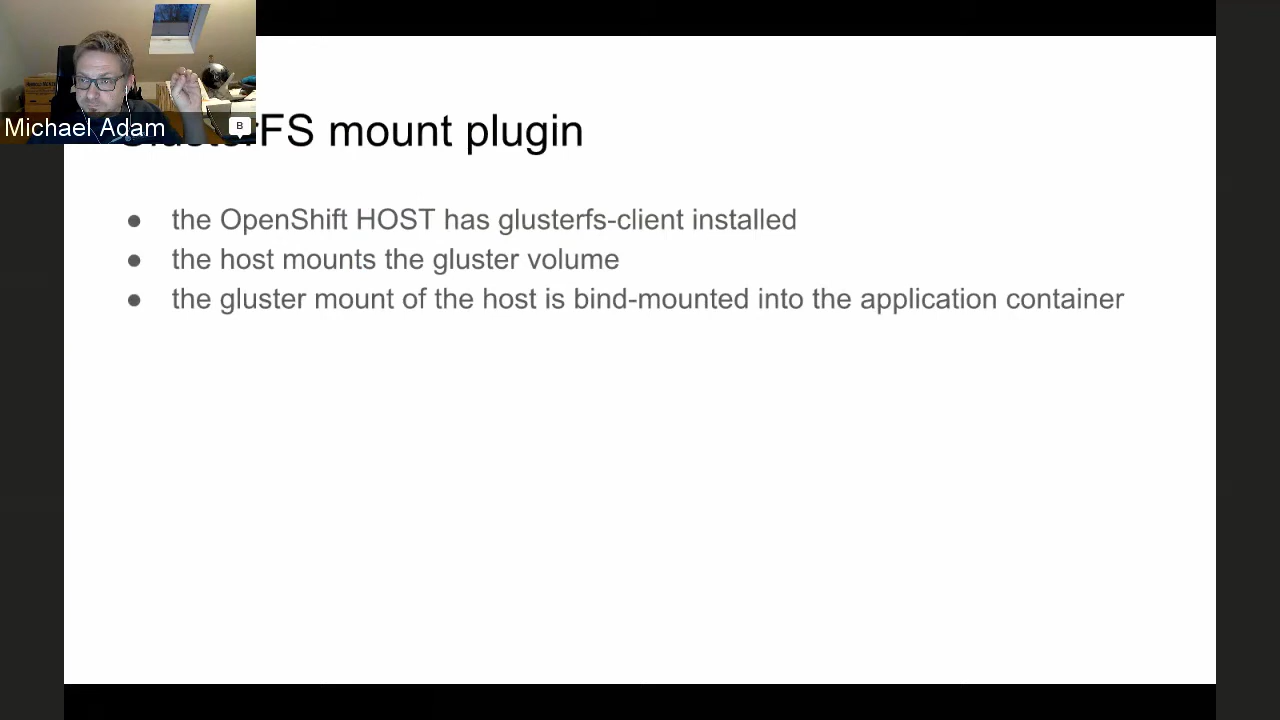 Michael Adam
B
GlusterFS mount plugin
● the OpenShift HOST has glusterfs-client installed
● the host mounts the gluster volume
● the gluster mount of the host is bind-mounted into the application container